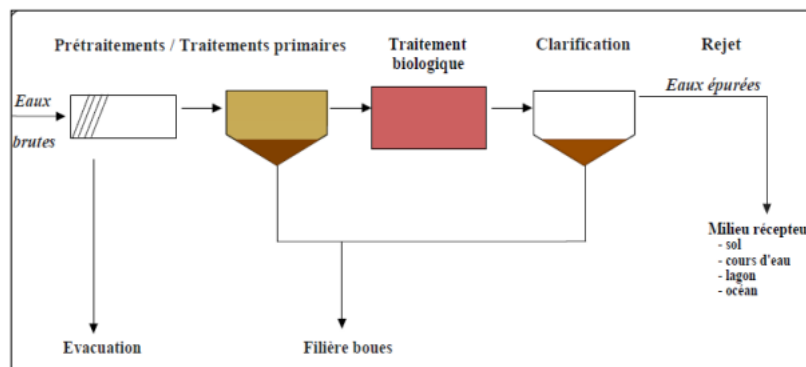 Prétraitements / Traitements primaires
Traitement
biologique
Clarification
Rejet
Eaux
brutes
Eaux épurées
Milieu récepteur
- sol
- cours d'eau
- lagon
- océan
Evacuation
Filière boues